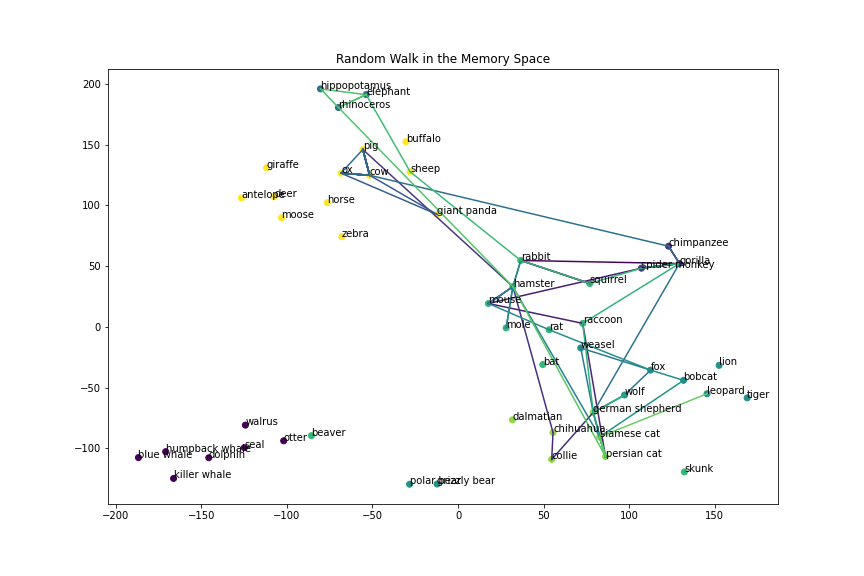 Random Walk in the Memory Space
200
150
100
50
0
−50
−100
−200
−150
−100
−50
0
50
100
150
hippopotamus
elephant
rhinoceros
buffalo
pig
giraffe
ox
cow
sheep
antelope
deer
horse
giant panda
moose
zebra
chimpanzee
rabbit
gorilla
spider monkey
hamster
squirrel
mouse
mole
rat
raccoon
weasel
bat
fox
lion
bobcat
wolf
leopard
tiger
dalmatian
german shepherd
chihuahua
siamese cat
collie
persian cat
skunk
walrus
otter
beaver
seal
humpback whale
blue whale
dolphin
killer whale
polar bear
grizzly bear